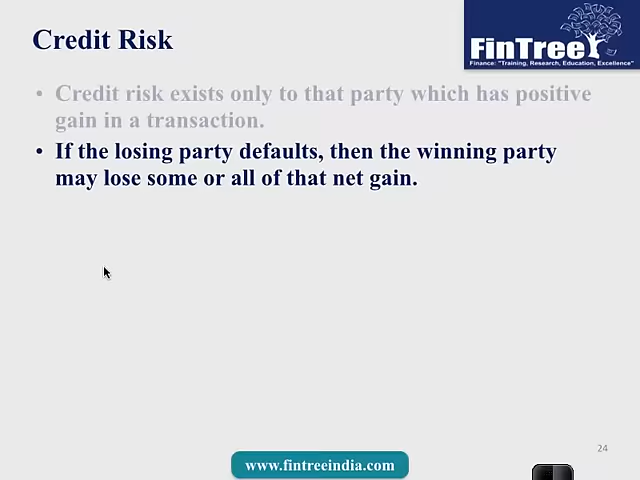 Credit Risk
FinTree
Finance: "Training, Research, Education, Excellence"
• Credit risk exists only to that party which has positive
gain in a transaction.
• If the losing party defaults, then the winning party
may lose some or all of that net gain.
24
www.fintreeindia.com